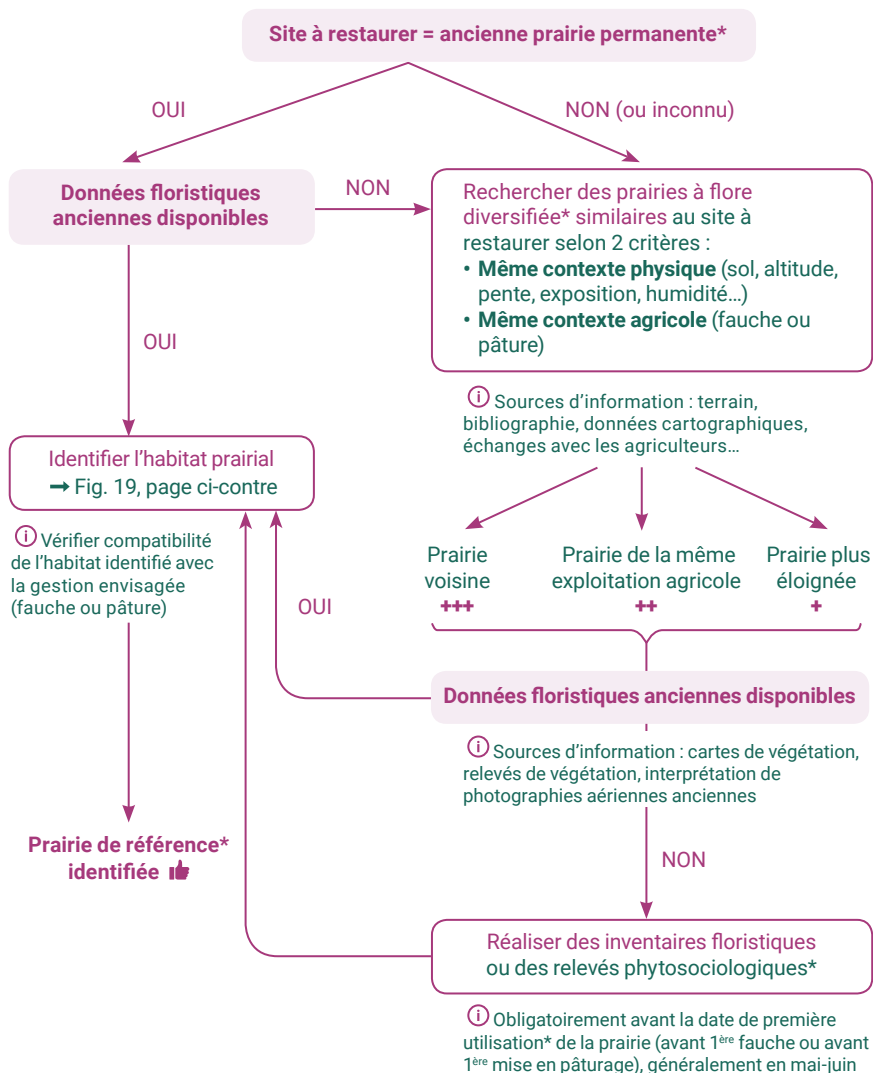 Site à restaurer = ancienne prairie permanente*
OUI
NON (ou inconnu)
Données floristiques
anciennes disponibles
NON
Rechercher des prairies à flore
diversifiée* similaires au site à
restaurer selon 2 critères :
• Même contexte physique (sol, altitude,
pente, exposition, humidité…)
• Même contexte agricole (fauche ou
pâture)
OUI
ⓘ Sources d’information : terrain,
bibliographie, données cartographiques,
échanges avec les agriculteurs…
Identifier l’habitat prairial
→ Fig. 19, page ci-contre
ⓘ Vérifier compatibilité
de l’habitat identifié avec
la gestion envisagée
(fauche ou pâture)
Prairie
voisine
+++
Prairie de la même
exploitation agricole
++
Prairie plus
éloignée
+
OUI
Données floristiques anciennes disponibles
ⓘ Sources d’information : cartes de végétation,
relevés de végétation, interprétation de
photographies aériennes anciennes
Prairie de référence*
identifiée
NON
Réaliser des inventaires floristiques
ou des relevés phytosociologiques*
ⓘ Obligatoirement avant la date de première
utilisation* de la prairie (avant 1ère fauche ou avant
1ère mise en pâturage), généralement en mai-juin